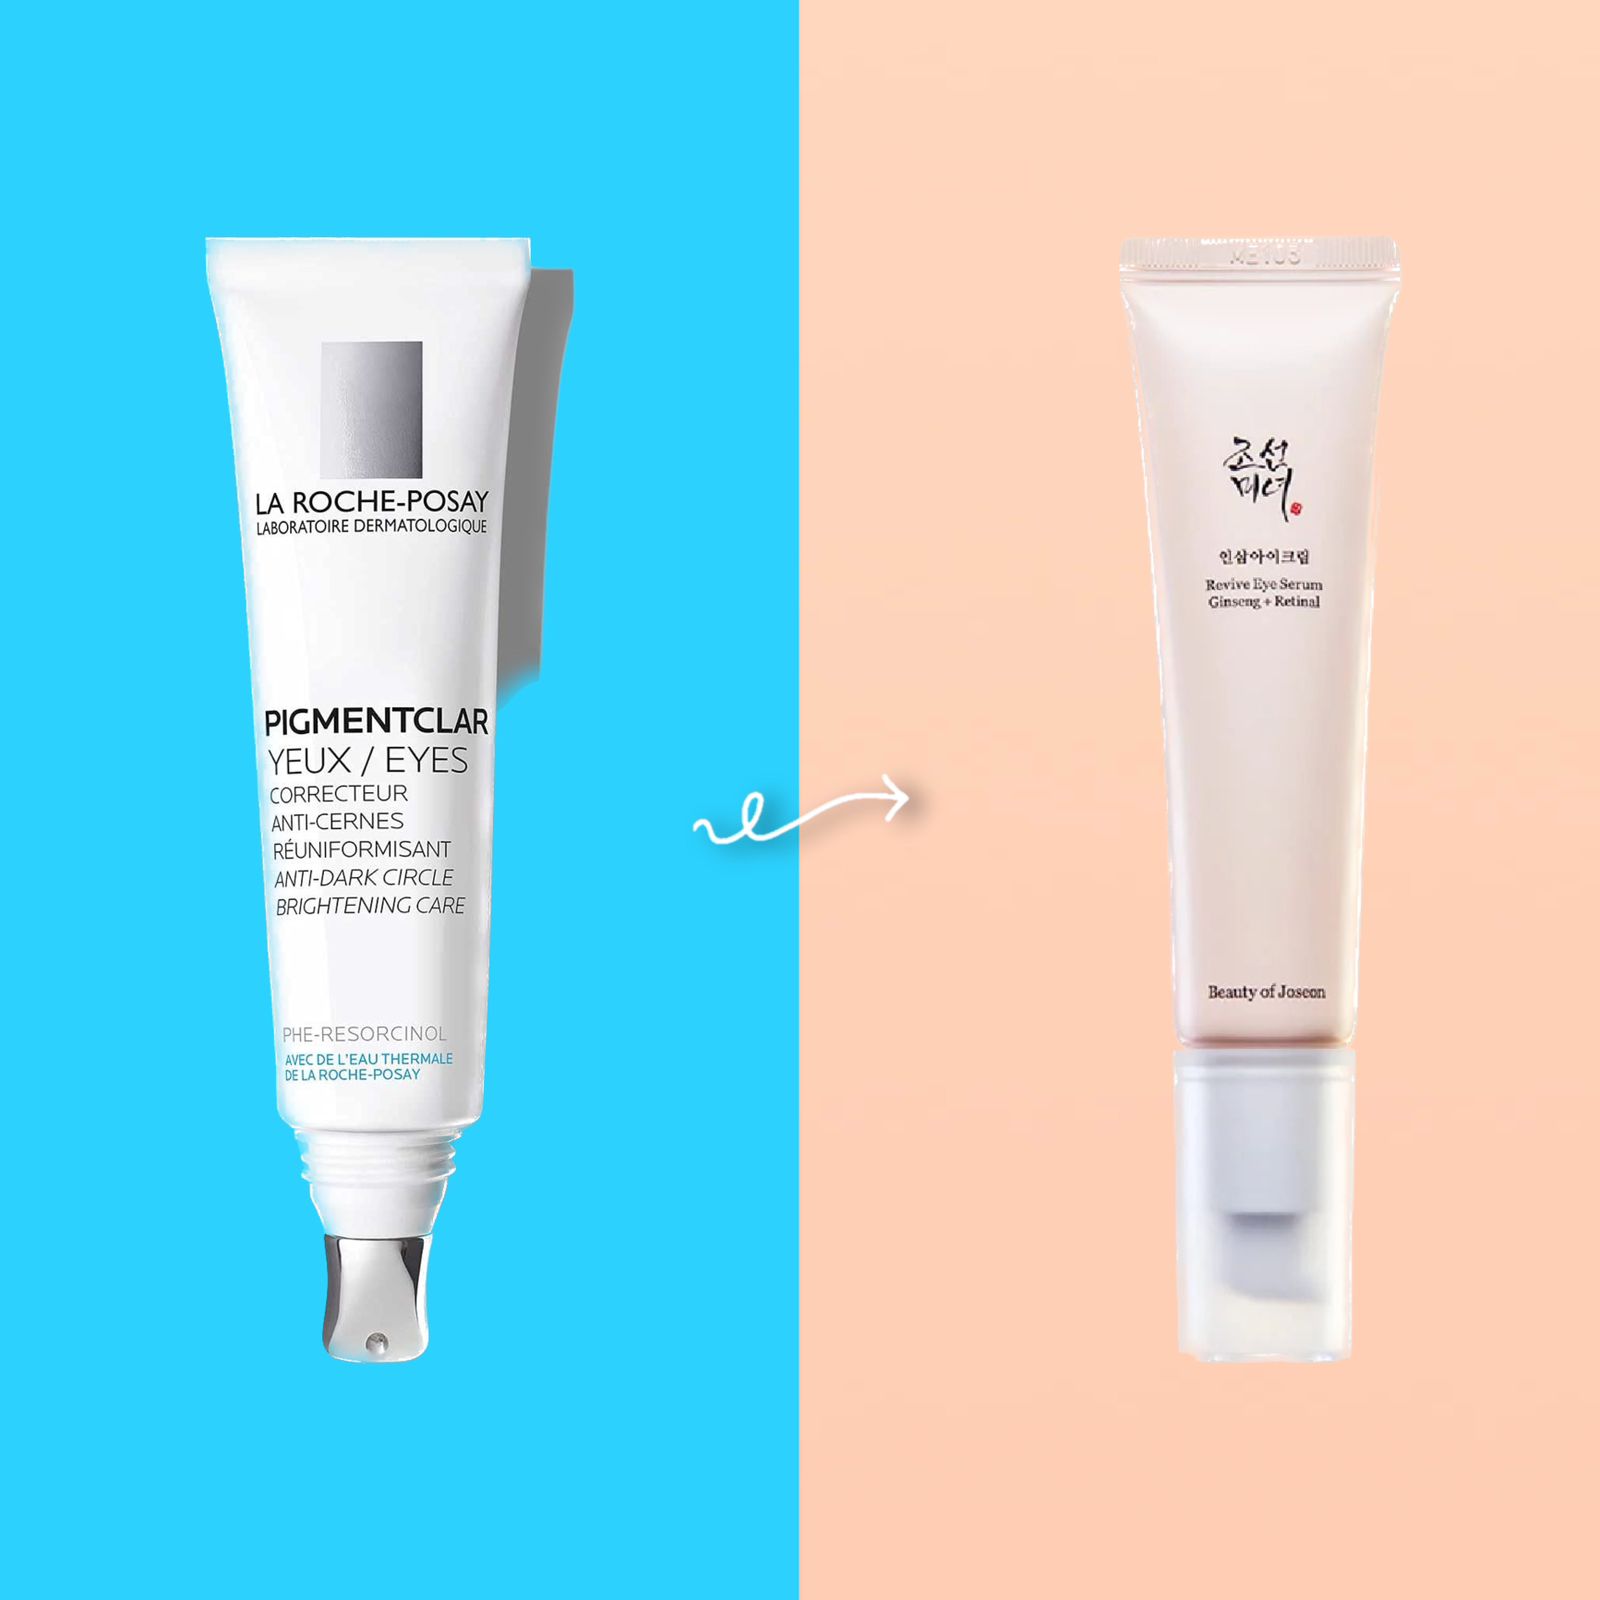 LA ROCHE-POSAY
LABORATOIRE DERMATOLOGIQUE
PIGMENTCLAR
YEUX / EYES
CORRECTEUR
ANTI-CERNES
RÉUNIFORMISANT
ANTI-DARK CIRCLE
BRIGHTENING CARE
PHE-RESORCINOL
AVEC DE L'EAU THERMALE
DE LA ROCHE-POSAY
조선
미녀
인삼아이크림
Revive Eye Serum
Ginseng + Retinal
Beauty of Joseon